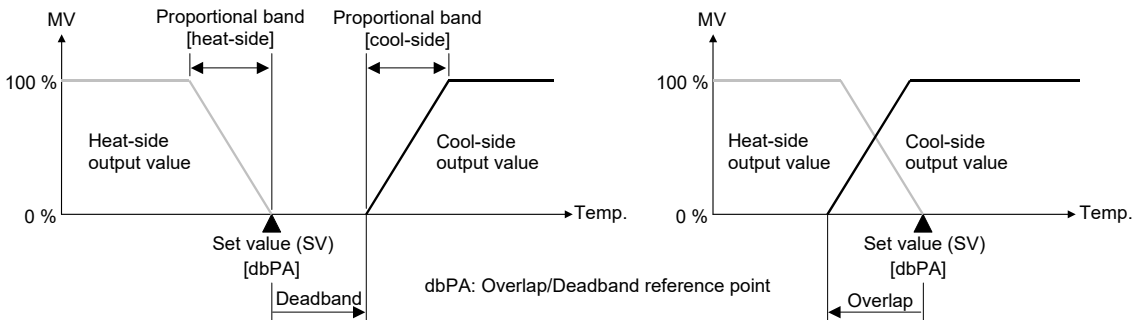 MV
Proportional band
[heat-side]
Proportional band
[cool-side]
100 %
Heat-side
output value
Cool-side
output value
0 %
Temp.
Set value (SV)
[dbPA]
Deadband
dbPA: Overlap/Deadband reference point
MV
100 %
Heat-side
output value
Cool-side
output value
0 %
Temp.
Set value (SV)
[dbPA]
Overlap